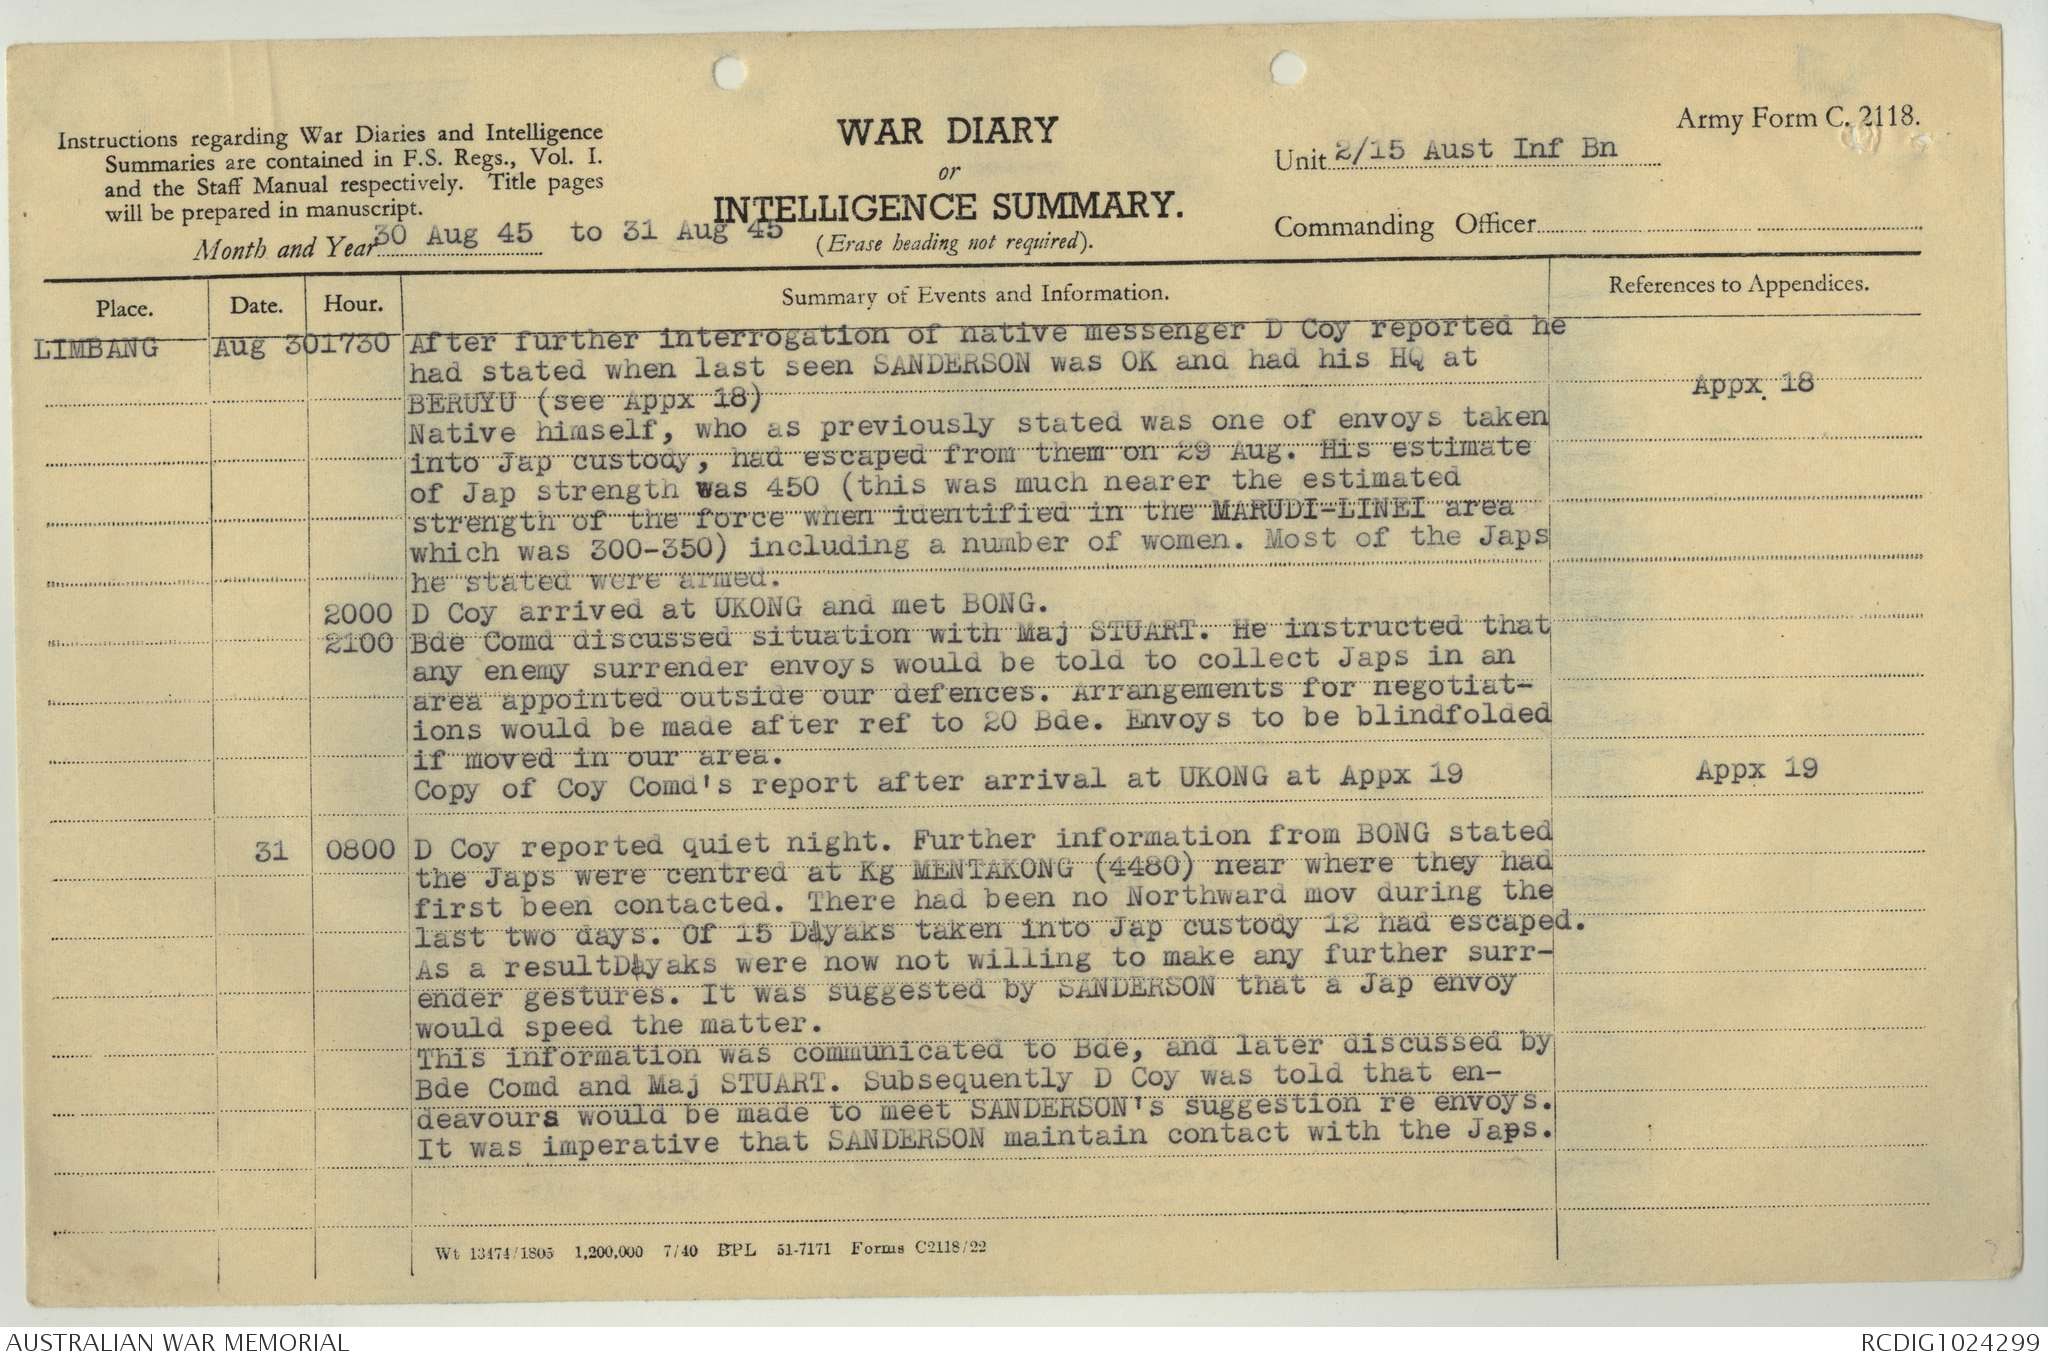 Army Form C. 2118.
Instructions regarding War Diaries and Intelligence
Summaries are contained in F.S. Regs., Vol. I.
and the Staff Manual respectively. Title pages
will be prepared in manuscript.
Month and Year 30 Aug 45 to 31 Aug 45
WAR DIARY
or
INTELLIGENCE SUMMARY.
(Erase heading not required).
Unit 2/15 Aust Inf Bn
Commanding Officer
Place. Date. Hour. Summary of Events and Information. References to Appendices.
LIMBANG Aug 30 1730 After further interrogation of native messenger D Coy reported he
had stated when last seen SANDERSON was OK and had his HQ at
BERUYU (see Appx 18) Appx 18
Native himself, who as previously stated was one of envoys taken
into Jap custody, had escaped from them on 29 Aug. His estimate
of Jap strength was 450 (this was much nearer the estimated
strength of the force when identified in the MARUDI-LINEI area
which was 300-350) including a number of women. Most of the Japs
he stated were armed.
2000 D Coy arrived at UKONG and met BONG.
2100 Bde Comd discussed situation with Maj STUART. He instructed that
any enemy surrender envoys would be told to collect Japs in an
area appointed outside our defences. Arrangements for negotiat-
ions would be made after ref to 20 Bde. Envoys to be blindfolded
if moved in our area.
Copy of Coy Comd's report after arrival at UKONG at Appx 19 Appx 19
31 0800 D Coy reported quiet night. Further information from BONG stated
the Japs were centred at Kg MENTAKONG (4480) near where they had
first been contacted. There had been no Northward mov during the
last two days. Of 15 Dayaks taken into Jap custody 12 had escaped.
As a resultDayaks were now not willing to make any further surr-
ender gestures. It was suggested by SANDERSON that a Jap envoy
would speed the matter.
This information was communicated to Bde, and later discussed by
Bde Comd and Maj STUART. Subsequently D Coy was told that en-
deavours would be made to meet SANDERSON's suggestion re envoys.
It was imperative that SANDERSON maintain contact with the Japs.
Wt 13474/1805 1,200,000 7/40 BPL 51-7171 Forms C2118/22
AUSTRALIAN WAR MEMORIAL
RCDIG1024299